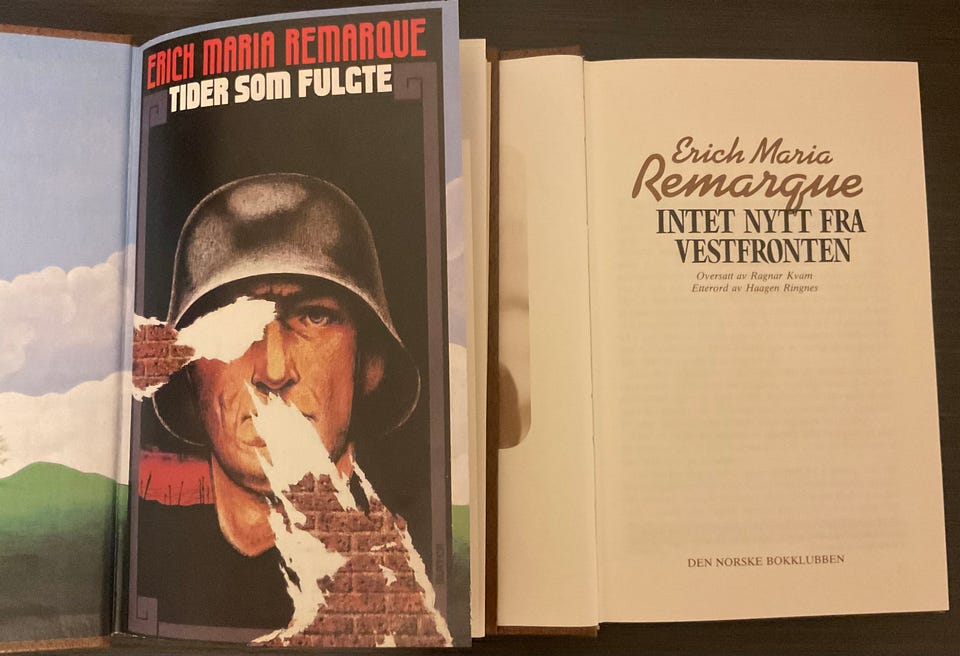 ERICH MARIA REMARQUE
TIDER SOM FULGTE
Erich Maria
Remarque
INTET NYTT FRA
VESTFRONTEN
Oversatt av Ragnar Kvam
Etterord av Haagen Ringnes
DEN NORSKE BOKKLUBBEN